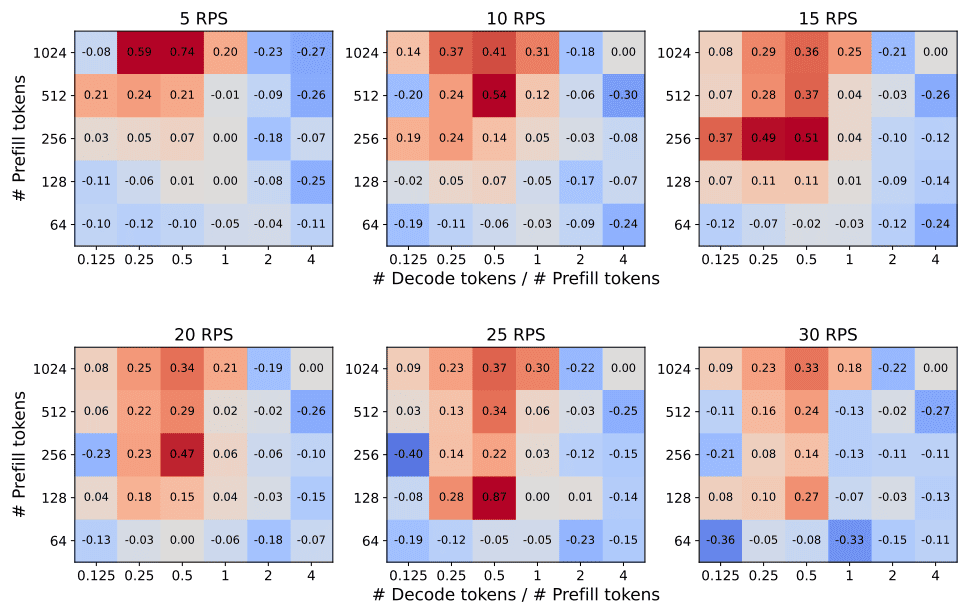 5 RPS 10 RPS 15 RPS
1024 -0.08 0.59 0.74 0.20 -0.23 -0.27 1024 0.14 0.37 0.41 0.31 -0.18 0.00 1024 0.08 0.29 0.36 0.25 -0.21 0.00
512 0.21 0.24 0.21 -0.01 -0.09 -0.26 512 -0.20 0.24 0.54 0.12 -0.06 -0.30 512 0.07 0.28 0.37 0.04 -0.03 -0.26
256 0.03 0.05 0.07 0.00 -0.18 -0.07 256 0.19 0.24 0.14 0.05 -0.03 -0.08 256 0.37 0.49 0.51 0.04 -0.10 -0.12
128 -0.11 -0.06 0.01 0.00 -0.08 -0.25 128 -0.02 0.05 0.07 -0.05 -0.17 -0.07 128 0.07 0.11 0.11 0.01 -0.09 -0.14
64 -0.10 -0.12 -0.10 -0.05 -0.04 -0.11 64 -0.19 -0.11 -0.06 -0.03 -0.09 -0.24 64 -0.12 -0.07 -0.02 -0.03 -0.12 -0.24
0.125 0.25 0.5 1 2 4 0.125 0.25 0.5 1 2 4 0.125 0.25 0.5 1 2 4
# Prefill tokens
# Decode tokens / # Prefill tokens
20 RPS 25 RPS 30 RPS
1024 0.08 0.25 0.34 0.21 -0.19 0.00 1024 0.09 0.23 0.37 0.30 -0.22 0.00 1024 0.09 0.23 0.33 0.18 -0.22 0.00
512 0.06 0.22 0.29 0.02 -0.02 -0.26 512 0.03 0.13 0.34 0.06 -0.03 -0.25 512 -0.11 0.16 0.24 -0.13 -0.02 -0.27
256 -0.23 0.23 0.47 0.06 -0.06 -0.10 256 -0.40 0.14 0.22 0.03 -0.12 -0.15 256 -0.21 0.08 0.14 -0.13 -0.11 -0.11
128 0.04 0.18 0.15 0.04 -0.03 -0.15 128 -0.08 0.28 0.87 0.00 0.01 -0.14 128 0.08 0.10 0.27 -0.07 -0.03 -0.13
64 -0.13 -0.03 0.00 -0.06 -0.18 -0.07 64 -0.19 -0.12 -0.05 -0.05 -0.23 -0.15 64 -0.36 -0.05 -0.08 -0.33 -0.15 -0.11
0.125 0.25 0.5 1 2 4 0.125 0.25 0.5 1 2 4 0.125 0.25 0.5 1 2 4
# Prefill tokens
# Decode tokens / # Prefill tokens